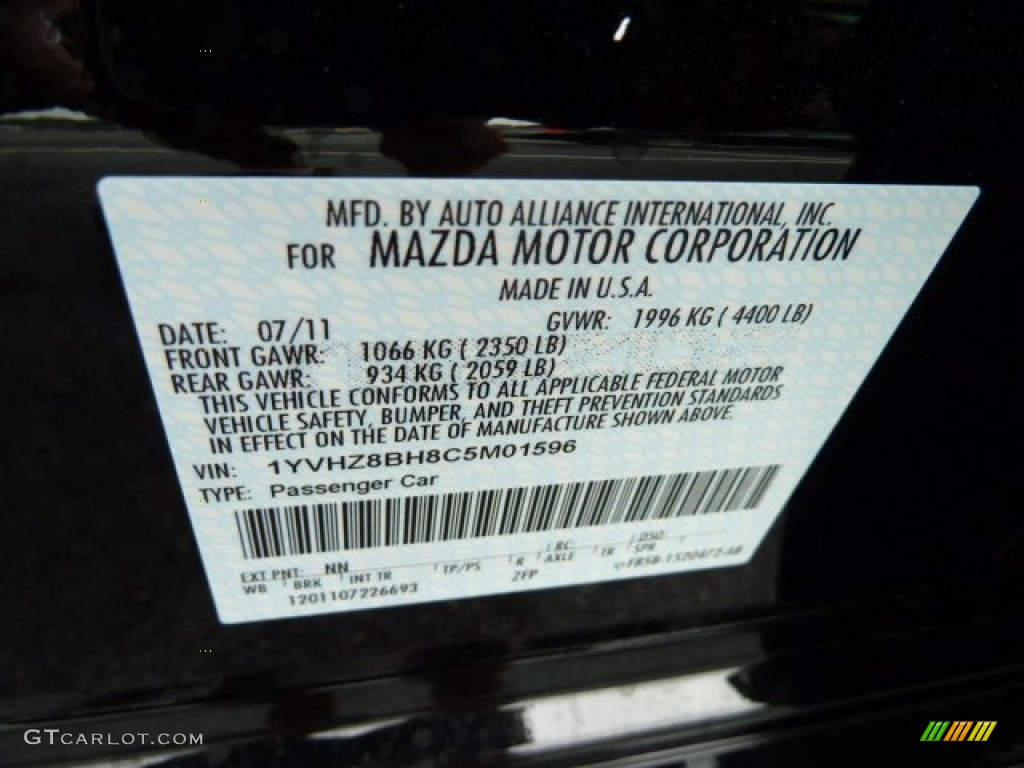 MFD. BY AUTO ALLIANCE INTERNATIONAL, INC.
FOR MAZDA MOTOR CORPORATION
MADE IN U.S.A.
DATE: 07/11 GVWR: 1996 KG ( 4400 LB)
FRONT GAWR: 1066 KG ( 2350 LB)
REAR GAWR: 934 KG ( 2059 LB)
THIS VEHICLE CONFORMS TO ALL APPLICABLE FEDERAL MOTOR
VEHICLE SAFETY, BUMPER, AND THEFT PREVENTION STANDARDS
IN EFFECT ON THE DATE OF MANUFACTURE SHOWN ABOVE
VIN: 1YVHZ8BH8C5M01596
TYPE: Passenger Car
EXT PNT: NN RC: DSO:
WB BRK INT TR TP/PS R AXLE TR SPR
1201107226693 ZFP F85B-1520472-AB
GTCARLOT.COM